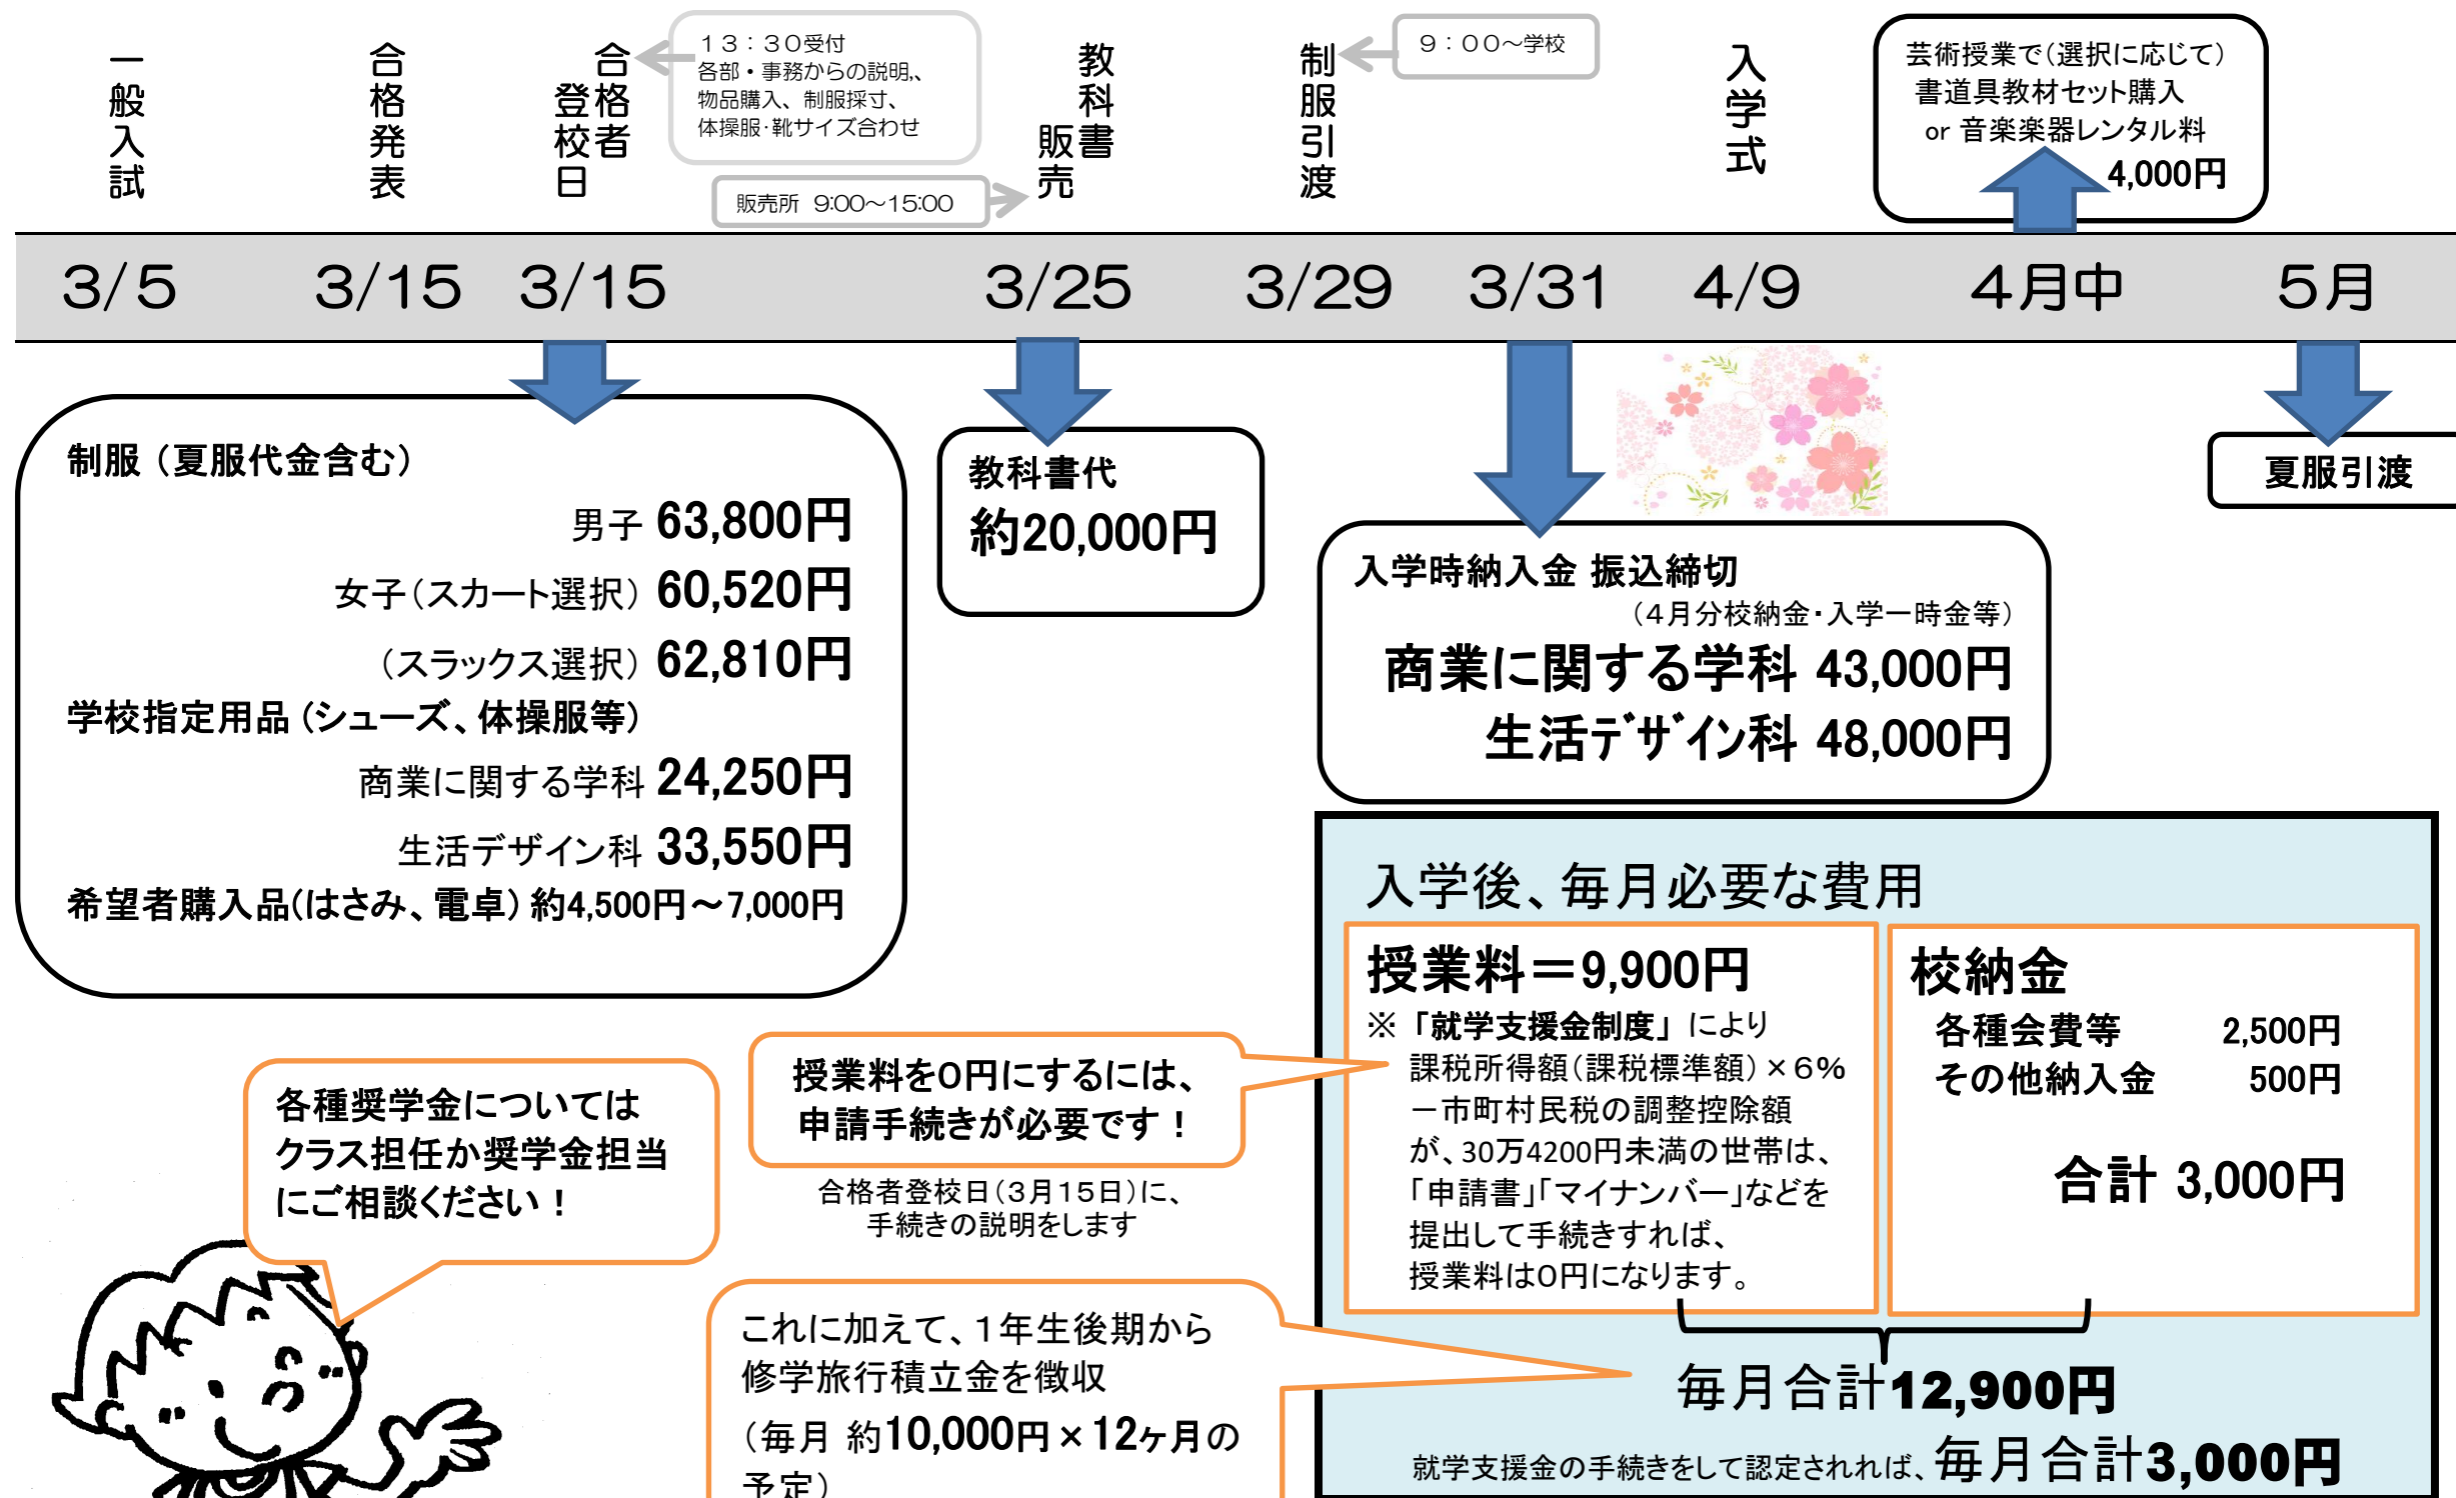 一般入試
合格発表
合格者
登校日
１３：３０受付
各部・事務からの説明、、
物品購入、制服採寸、
体操服･靴サイズ合わせ
販売所 9:00～15:00
教科書
販売
制服引渡
９：００～学校
入学式
芸術授業で（選択に応じて）
書道具教材セット購入
or 音楽楽器レンタル料
4,000円
3/5
3/15
3/15
3/25
3/29
3/31
4/9
４月中
５月
制服（夏服代金含む）
男子 63,800円
女子（スカート選択） 60,520円
（スラックス選択） 62,810円
学校指定用品（シューズ、体操服等）
商業に関する学科 24,250円
生活デザイン科 33,550円
希望者購入品(はさみ、電卓）約4,500円～7,000円
教科書代
約20,000円
入学時納入金 振込締切
（４月分校納金・入学一時金等）
商業に関する学科 43,000円
生活ﾃﾞｻﾞｲﾝ科 48,000円
夏服引渡
入学後、毎月必要な費用
授業料＝9,900円
※「就学支援金制度」により
課税所得額（課税標準額）×６％
－市町村民税の調整控除額
が、30万4200円未満の世帯は、
「申請書」「マイナンバー」などを
提出して手続きすれば、
授業料は0円になります。
校納金
各種会費等 2,500円
その他納入金 500円
合計 3,000円
毎月合計12,900円
就学支援金の手続きをして認定されれば、毎月合計3,000円
授業料を0円にするには、
申請手続きが必要です！
合格者登校日（３月１５日）に、
手続きの説明をします
各種奨学金については
クラス担任か奨学金担当
にご相談ください！
これに加えて、１年生後期から
修学旅行積立金を徴収
（毎月 約10,000円×12ヶ月の
予定）